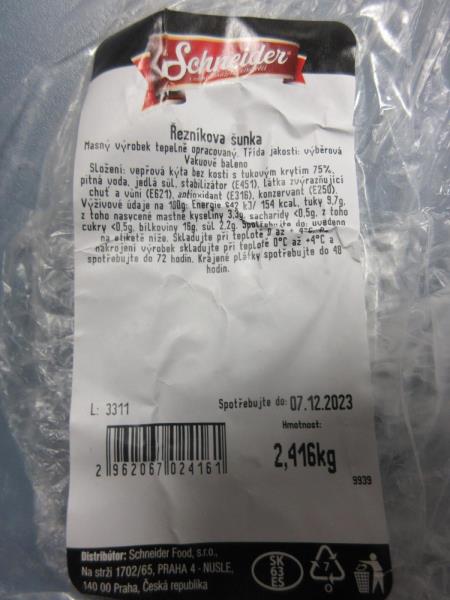 Schneider
Řezníkova šunka
Masný výrobek tepelně opracovaný. Třída jakosti: výběrová
Vakuově baleno
Složení: vepřová kýta bez kosti s tukovým krytím 75%,
pitná voda, jedlá sůl, stabilizátor (E451), látka zvýrazňující
chuť a vůni (E621), antioxidant (E316), konzervant (E250).
Výživové údaje na 100g: Energie 642 kJ/ 154 kcal, tuky 9,7g,
z toho nasycené mastné kyseliny 3,3g, sacharidy <0,5g, z toho
cukry <0,5g, bílkoviny 16g, sůl 2,2g. Spotřebujte do: uvedeno
na etiketě níže. Skladujte při teplotě 0 až + 4°C. Po
nakrojení výrobek skladujte při teplotě 0°C až +4°C a
spotřebujte do 72 hodin. Krájené plátky spotřebujte do 48
hodin.
L: 3311
Spotřebujte do: 07.12.2023
Hmotnost:
2,416kg
2 962067 024161
9939
Distribútor: Schneider Food, s.r.o.,
Na strži 1702/65, PRAHA 4 - NUSLE,
140 00 Praha, Česká republika
SK
63
ES
7